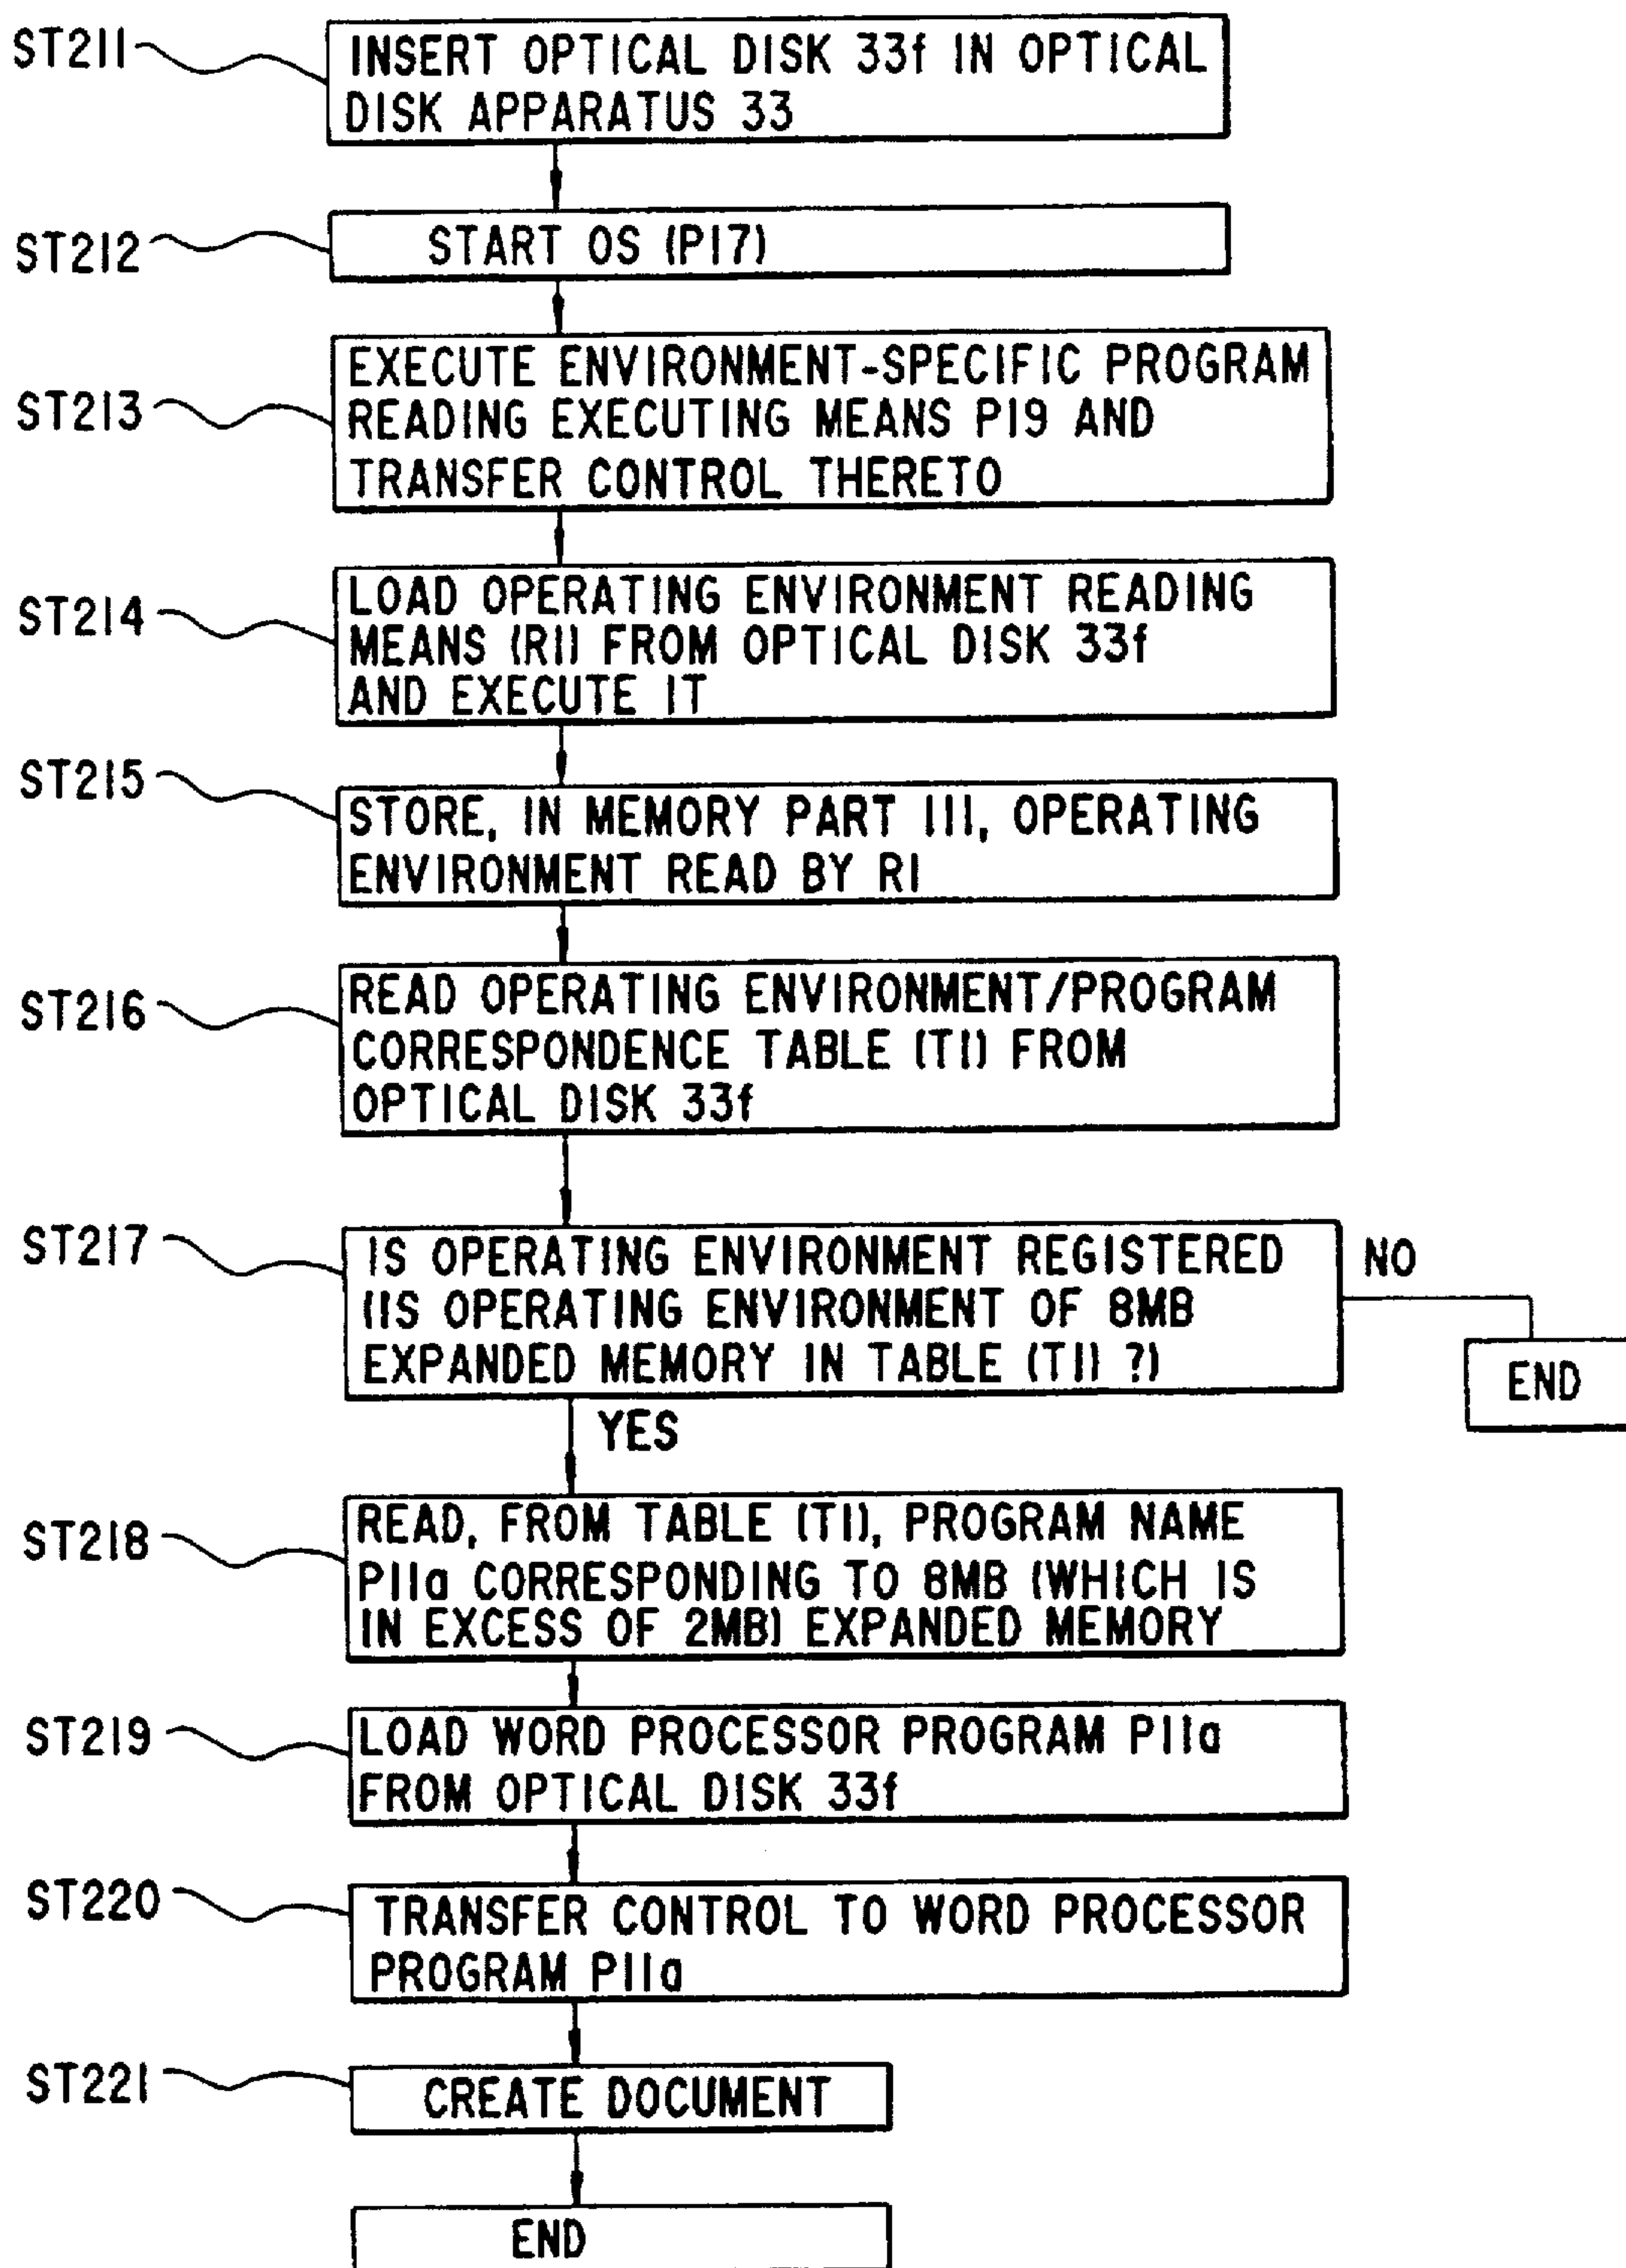 ST211
INSERT OPTICAL DISK 33f IN OPTICAL
DISK APPARATUS 33
ST212
START OS (P17)
ST213
EXECUTE ENVIRONMENT-SPECIFIC PROGRAM
READING EXECUTING MEANS P19 AND
TRANSFER CONTROL THERETO
ST214
LOAD OPERATING ENVIRONMENT READING
MEANS (R1) FROM OPTICAL DISK 33f
AND EXECUTE IT
ST215
STORE, IN MEMORY PART 111, OPERATING
ENVIRONMENT READ BY R1
ST216
READ OPERATING ENVIRONMENT/PROGRAM
CORRESPONDENCE TABLE (T1) FROM
OPTICAL DISK 33f
ST217
IS OPERATING ENVIRONMENT REGISTERED
(IS OPERATING ENVIRONMENT OF 8MB
EXPANDED MEMORY IN TABLE (T1) ?)
NO
END
YES
ST218
READ, FROM TABLE (T1), PROGRAM NAME
P11a CORRESPONDING TO 8MB (WHICH IS
IN EXCESS OF 2MB) EXPANDED MEMORY
ST219
LOAD WORD PROCESSOR PROGRAM P11a
FROM OPTICAL DISK 33f
ST220
TRANSFER CONTROL TO WORD PROCESSOR
PROGRAM P11a
ST221
CREATE DOCUMENT
END